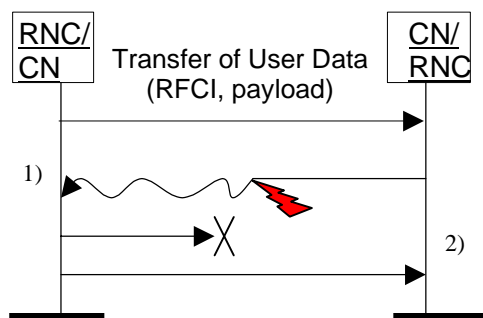 RNC/
CN
CN/
RNC
Transfer of User Data
(RFCI, payload)
1)
2)